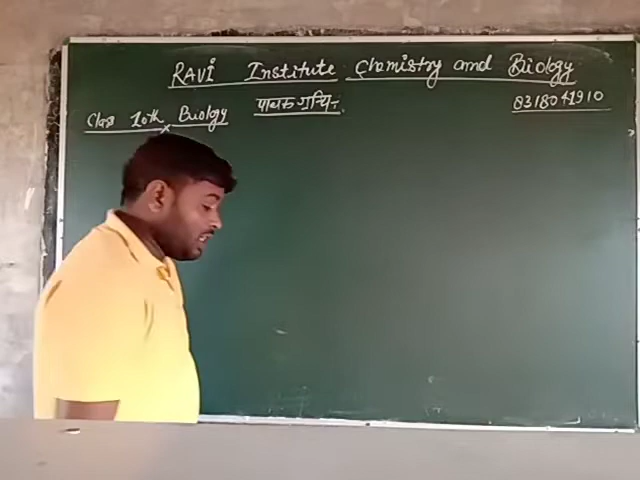 RAVI Institute Chemistry and Biology
Class 10th Biology
पाचक ग्रन्थि
8318041910